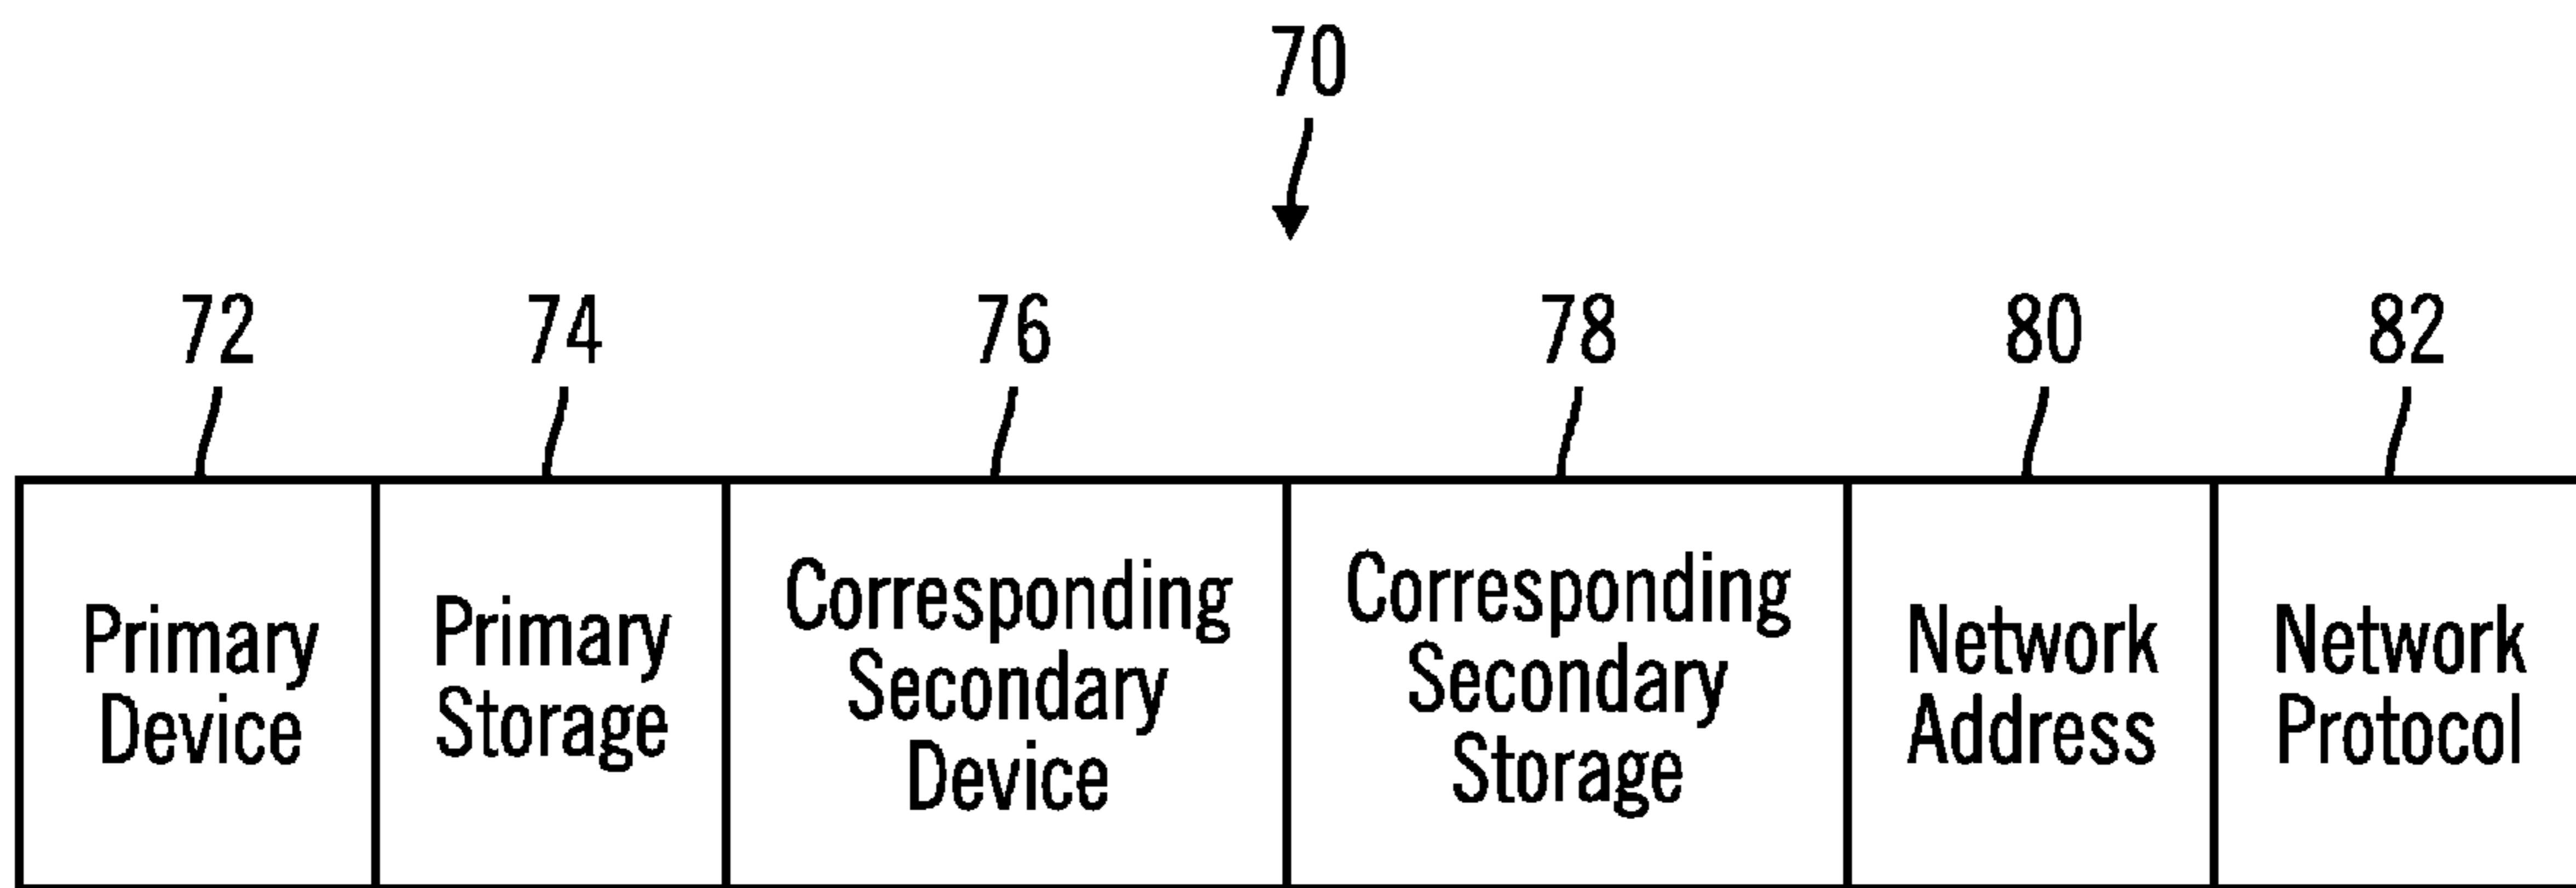 70
72
74
76
78
80
82
Primary
Device
Primary
Storage
Corresponding
Secondary
Device
Corresponding
Secondary
Storage
Network
Address
Network
Protocol